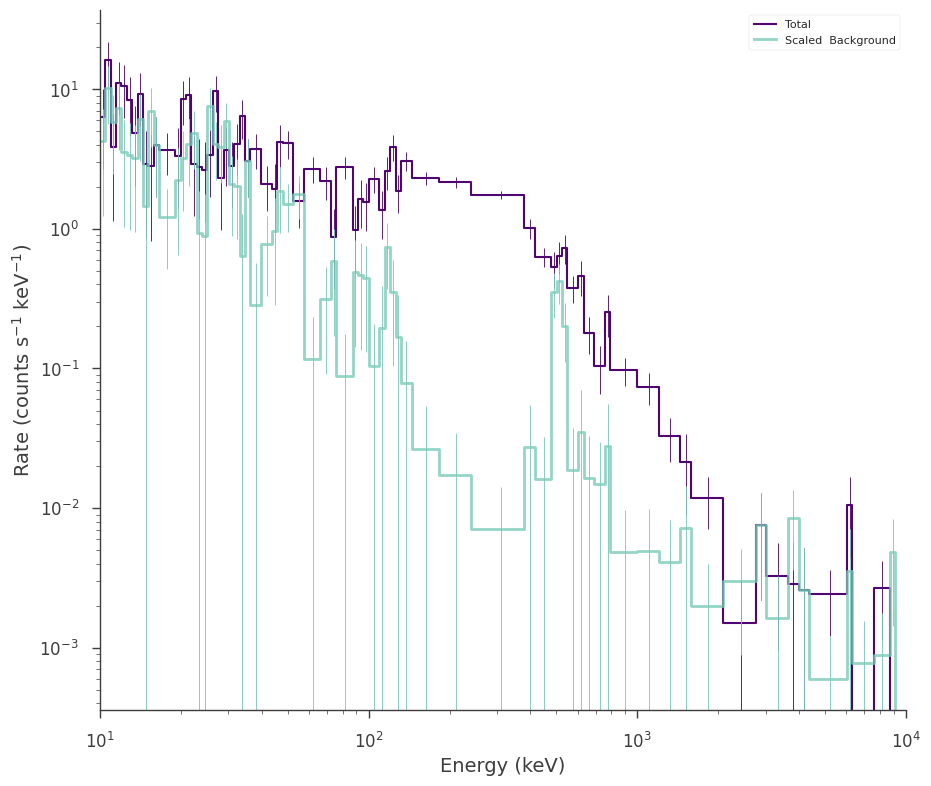 Total
Scaled  Background
Rate (counts s⁻¹ keV⁻¹)
10¹
10⁰
10⁻¹
10⁻²
10⁻³
10¹ 10² 10³ 10⁴
Energy (keV)